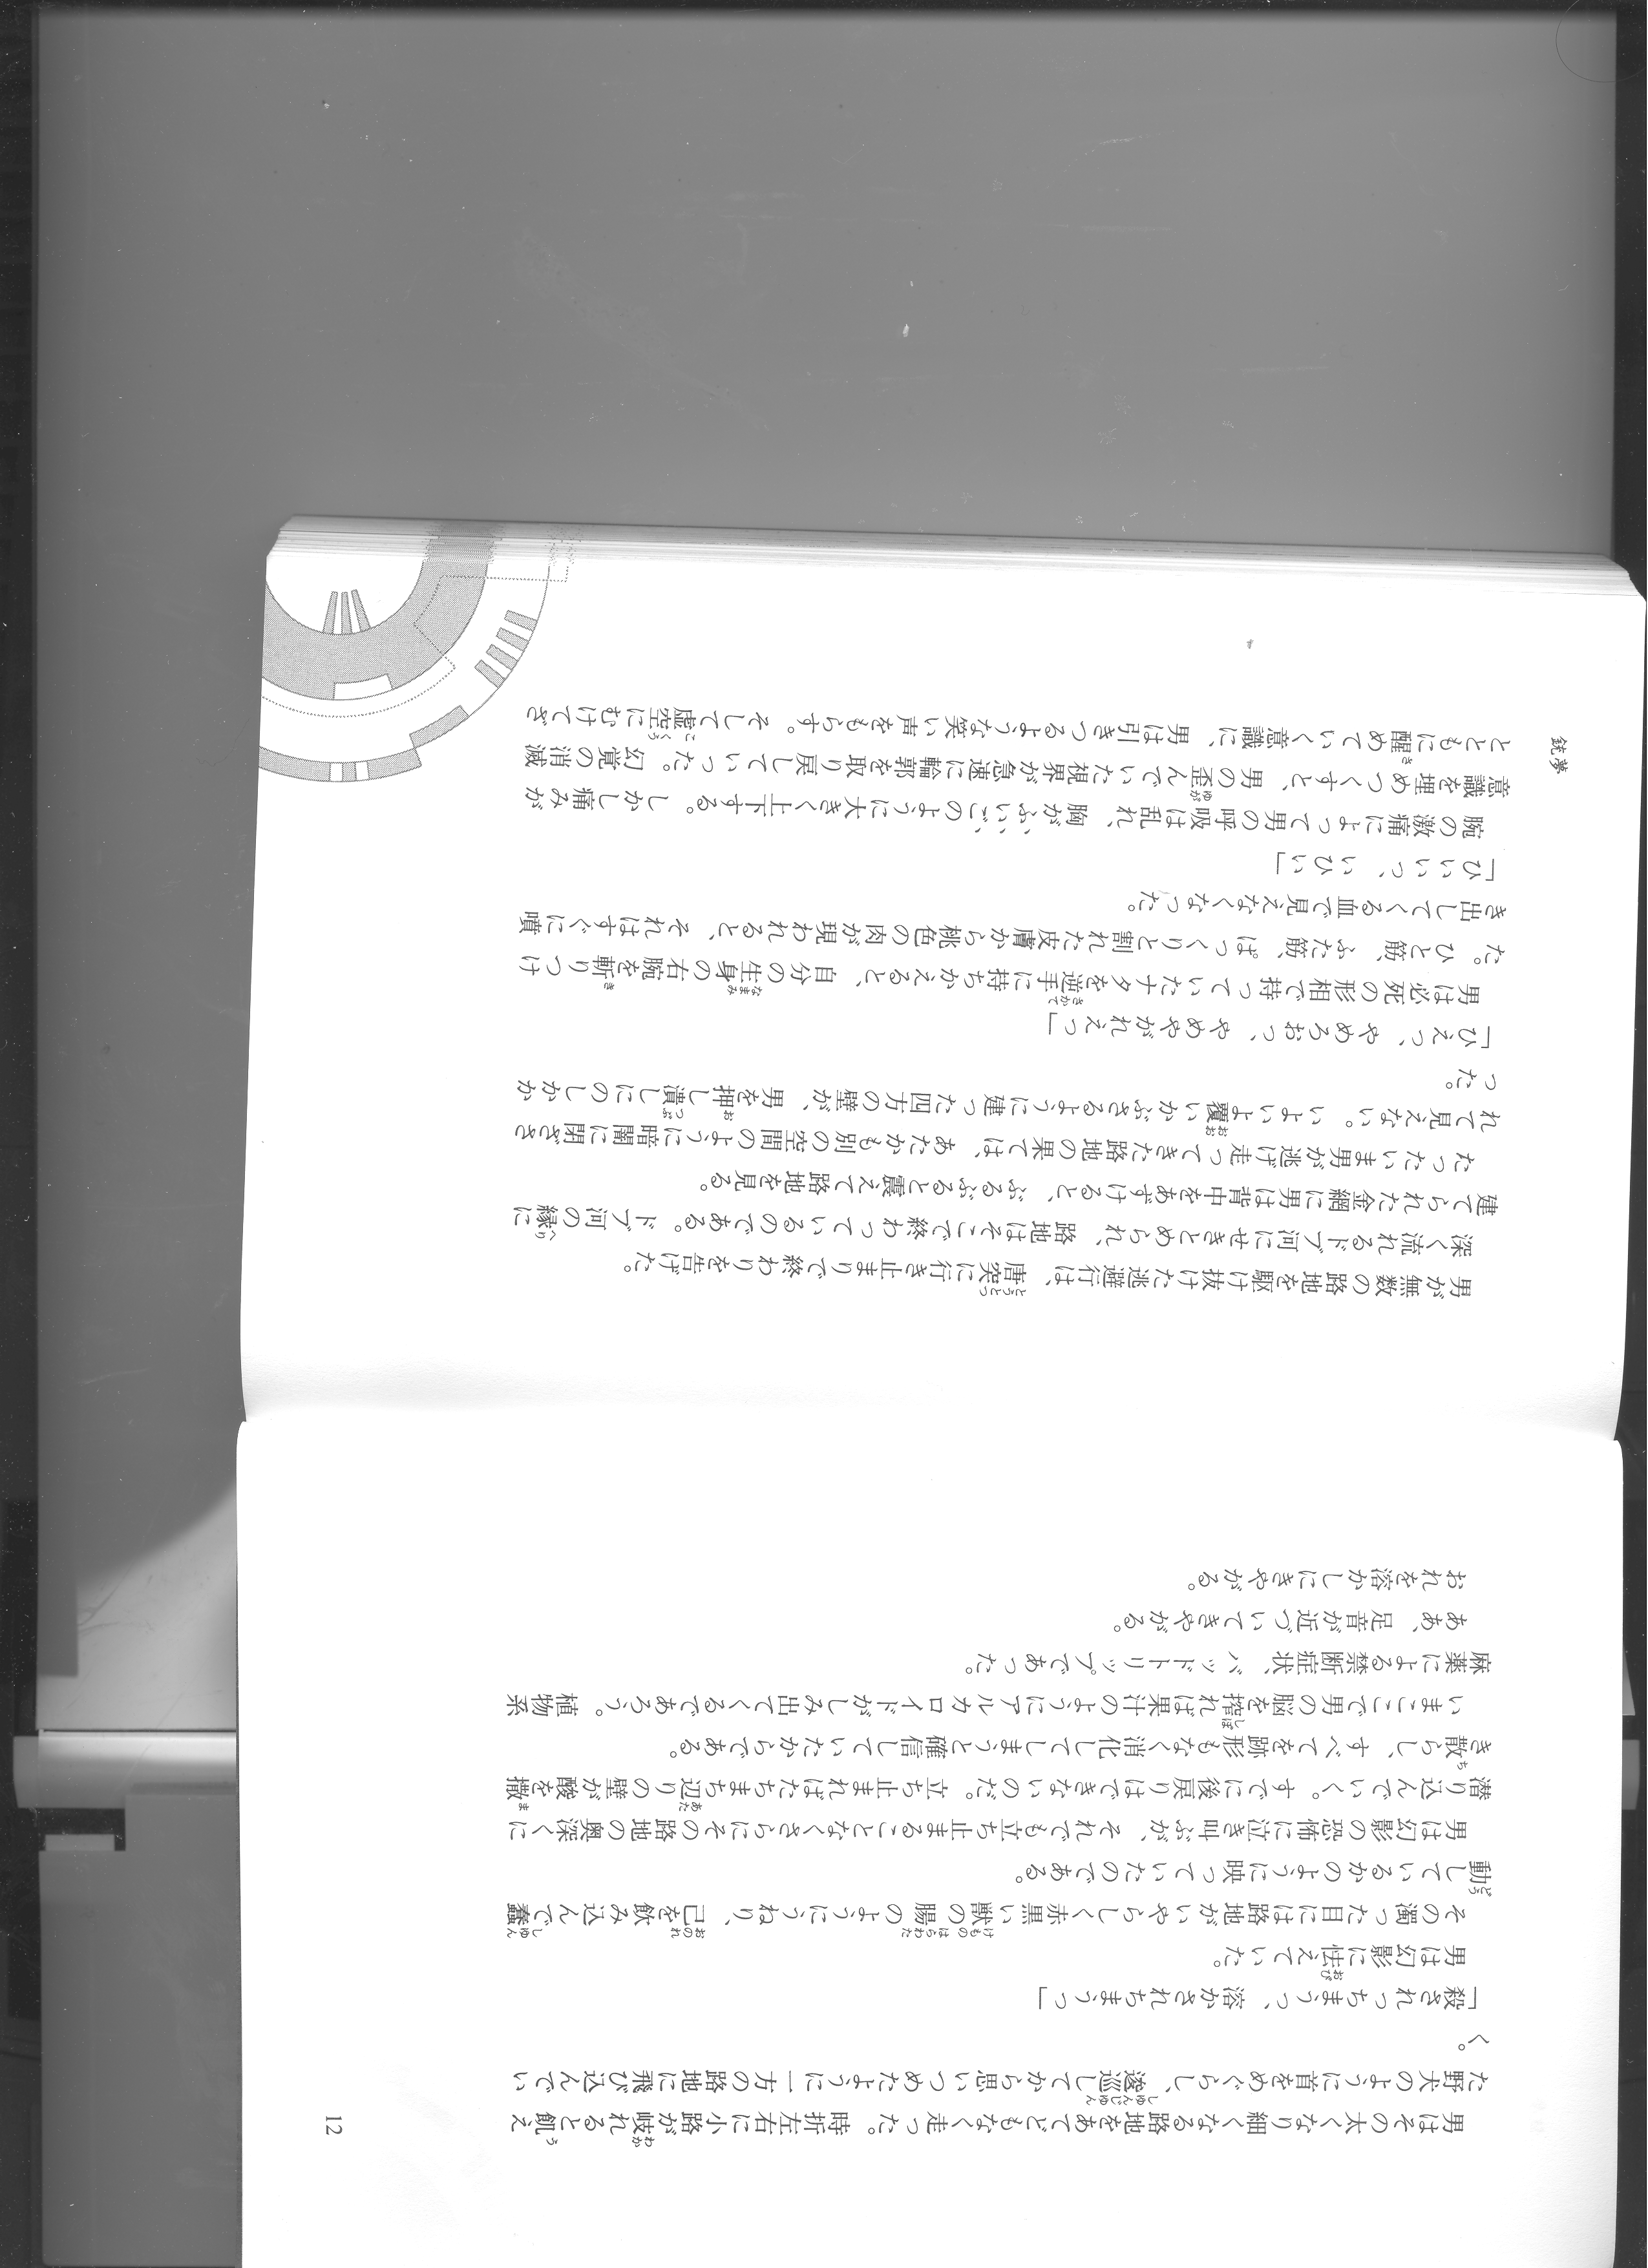 男はその太くなり細くなる路地をあてどもなく走った。時折左右に小路が岐れると飢え
た野犬のように首をめぐらし、逡巡してから思いつめたように一方の路地に飛び込んでい
く。
「殺されっちまうっ、溶かされちまうっ」
男は幻影に怯えていた。
その濁った目には路地がいやらしく赤黒い獣の腸のようにうねり、己を飲み込んで蠢
動しているかのように映っていたのである。
男は幻影の恐怖に泣き叫ぶが、それでも立ち止まることなくさらにその路地の奥深くに
潜り込んでいく。すでに後戻りはできないのだ。立ち止まればたちまち辺りの壁が酸を撒
き散らし、すべてを跡形もなく消化してしまうと確信していたからである。
いまここで男の脳を搾れば果汁のようにアルカロイドがしみ出てくるであろう。植物系
麻薬による禁断症状、バッドトリップであった。
ああ、足音が近づいてきやがる。
おれを溶かしにきやがる。
12
男が無数の路地を駆け抜けた逃避行は、唐突に行き止まりで終わりを告げた。
深く流れるドブ河にせきとめられ、路地はそこで終わっているのである。ドブ河の縁に
建てられた金網に男は背中をあずけると、ぶるぶると震えて路地を見る。
たったいま男が逃げ走ってきた路地の果ては、あたかも別の空間のように暗闇に閉ざさ
れて見えない。いよいよ覆いかぶさるように建った四方の壁が、男を押し潰しにのしかか
った。
「ひえっ、やめろおっ、やめやがれえっ」
男は必死の形相で持っていたナタを逆手に持ちかえると、自分の生身の右腕を斬りつけ
た。ひと筋、ふた筋、ぱっくりと割れた皮膚から桃色の肉が現われると、それはすぐに噴
き出してくる血で見えなくなった。
「ひいいっ、いひい」
腕の激痛によって男の呼吸は乱れ、胸がふいごのように大きく上下する。しかし痛みが
意識を埋めつくすと、男の歪んでいた視界が急速に輪郭を取り戻していった。幻覚の消滅
とともに醒めていく意識に、男は引きつるような笑い声をもらす。そして虚空にむけてざ
銃夢